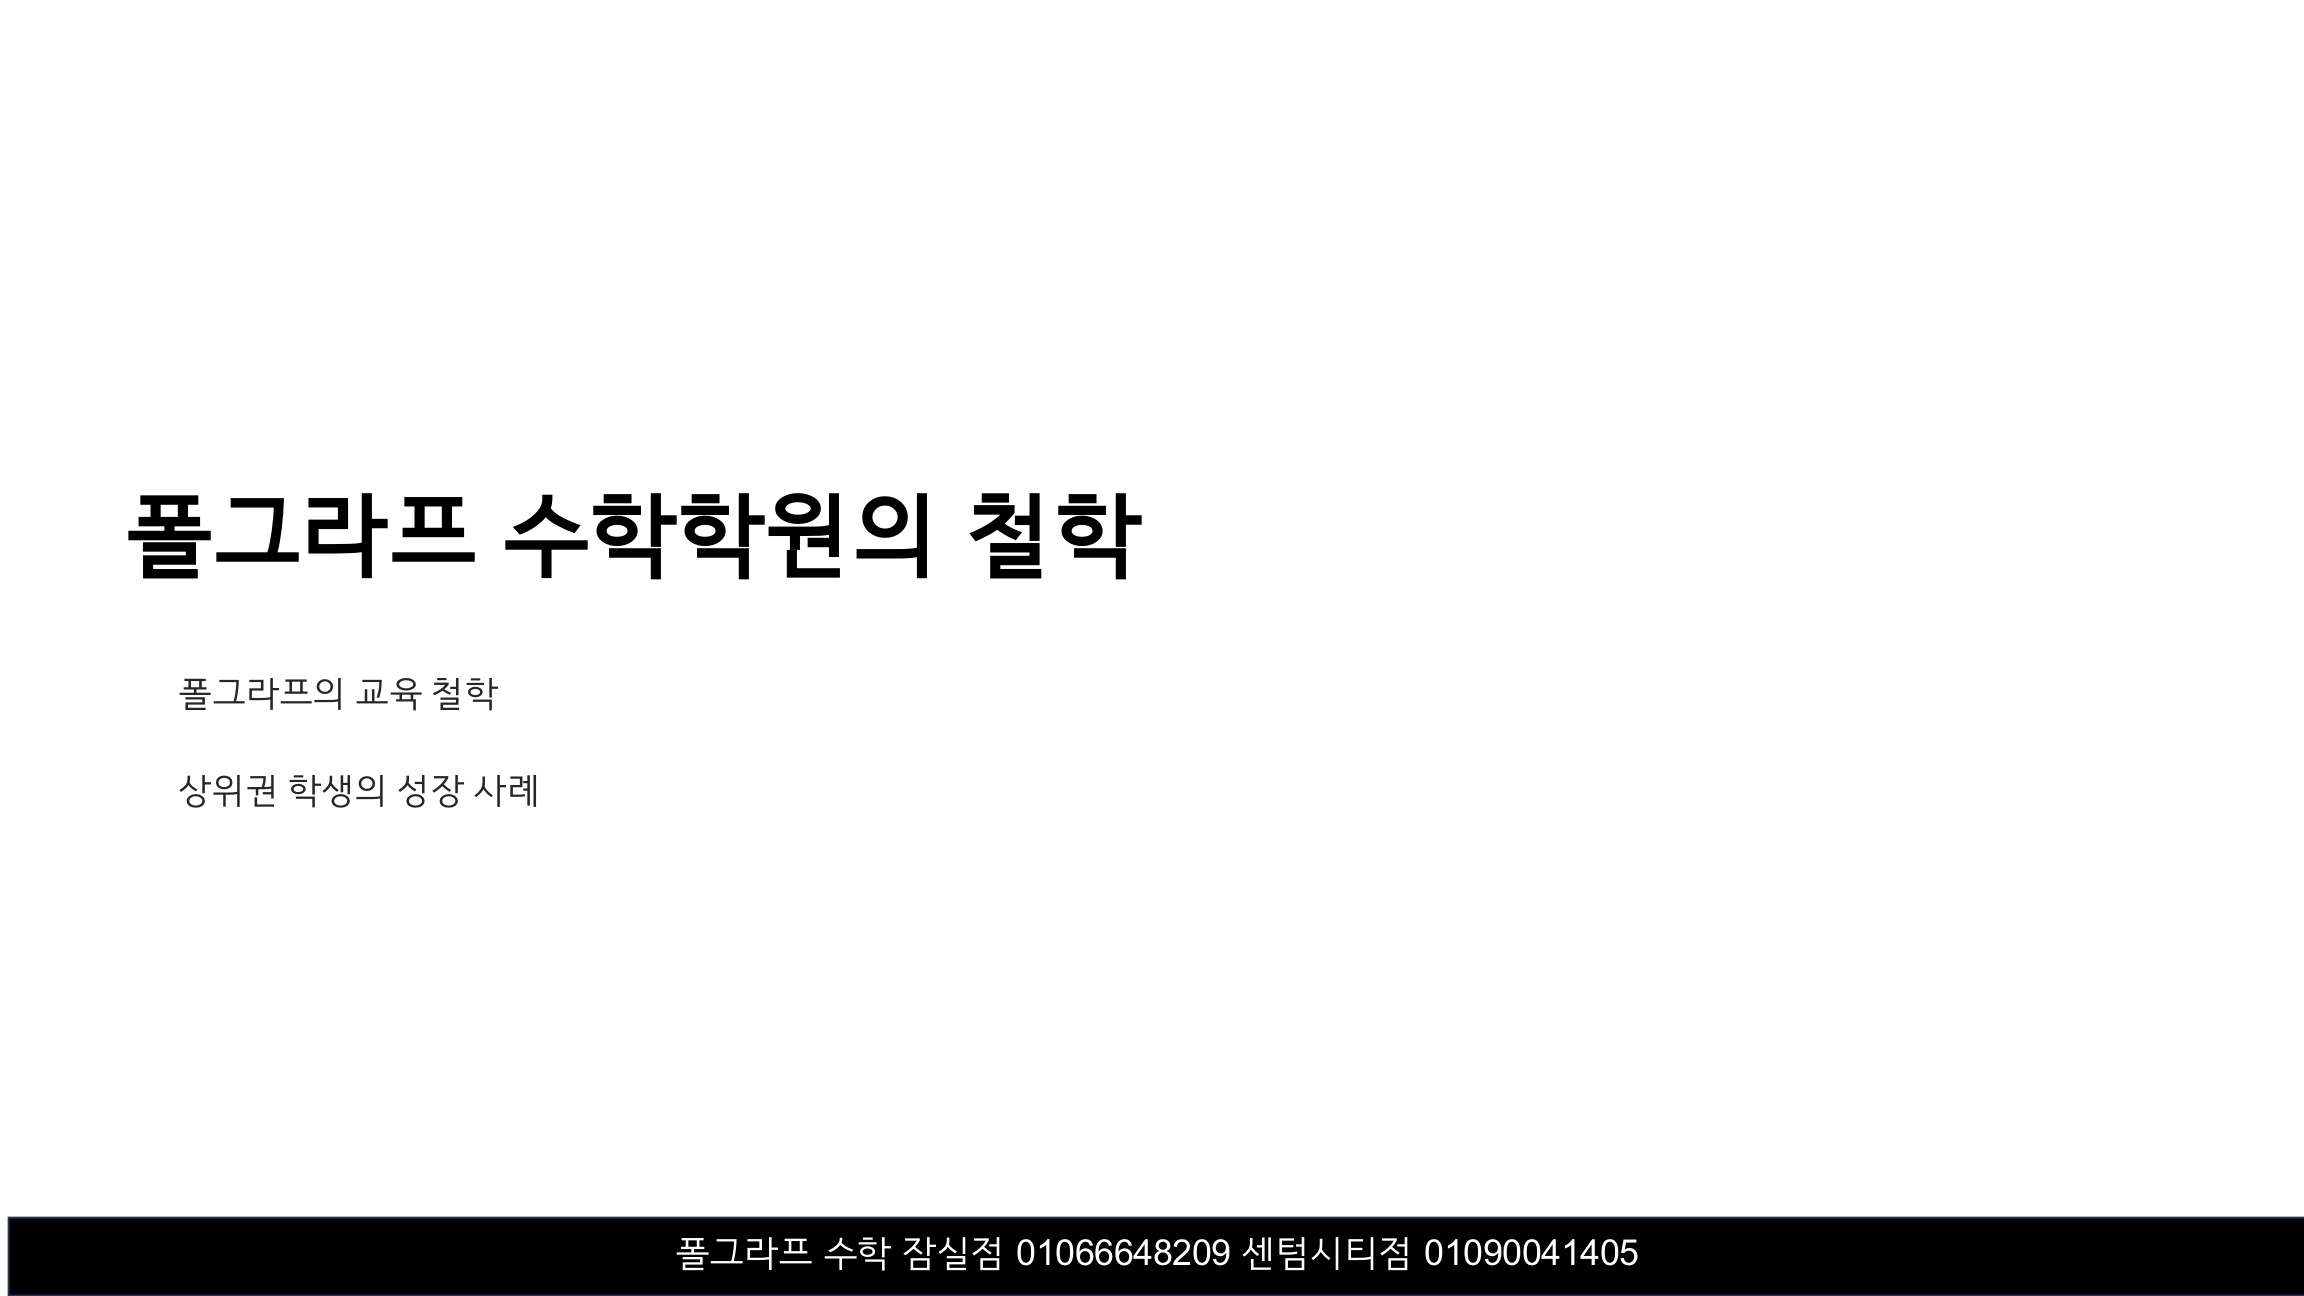 폴그라프 수학학원의 철학
폴그라프의 교육 철학
상위권 학생의 성장 사례
폴그라프 수학 잠실점 01066648209 센텀시티점 01090041405